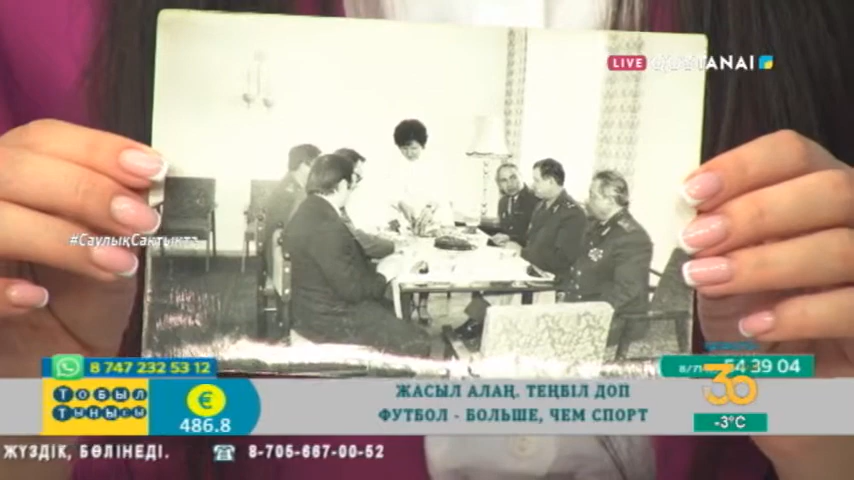 LIVE QOSTANAI
#СаулықСақтықта
8 747 232 53 12
54 39 04
ТОБЫЛ
ТЫНЫСЫ
€
486.8
ЖАСЫЛ АЛАҢ. ТЕҢБІЛ ДОП
ФУТБОЛ - БОЛЬШЕ, ЧЕМ СПОРТ
-3°C
ЖҮЗДІК, БӨЛІНЕДІ.
8-705-667-00-52